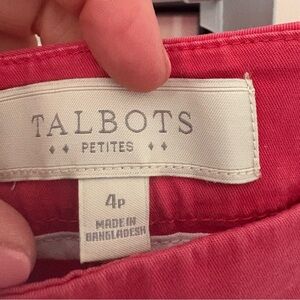 TALBOTS
PETITES
4P
MADE IN
BANGLADESH